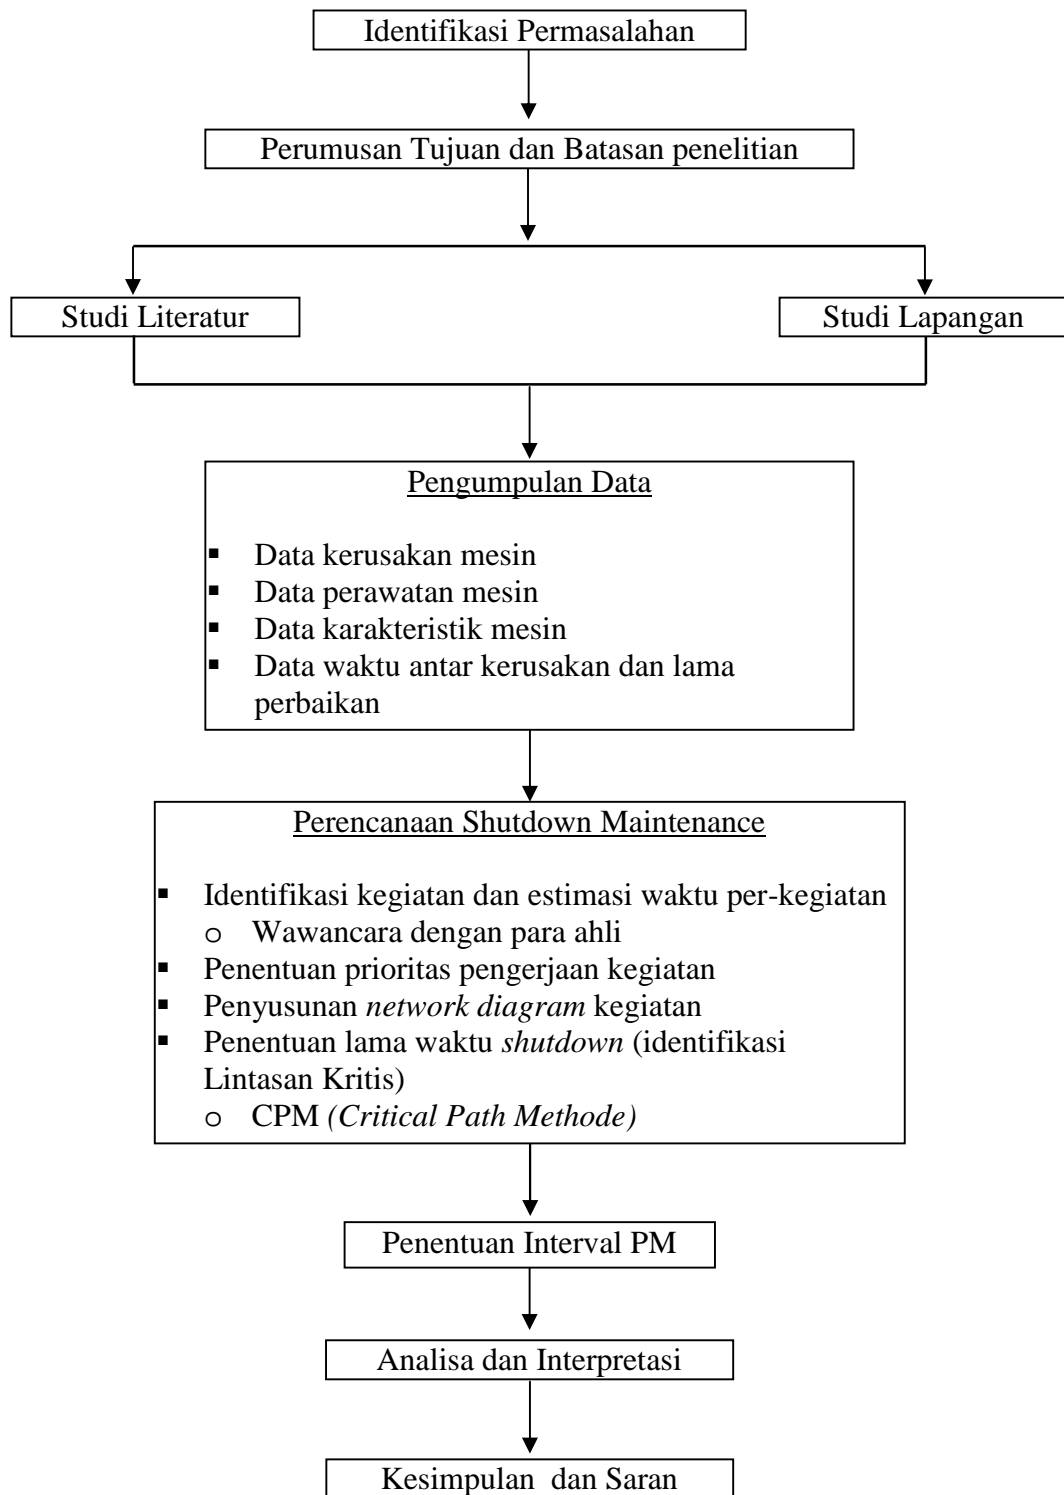 Identifikasi Permasalahan
Perumusan Tujuan dan Batasan penelitian
Studi Literatur
Studi Lapangan
Pengumpulan Data
▪ Data kerusakan mesin
▪ Data perawatan mesin
▪ Data karakteristik mesin
▪ Data waktu antar kerusakan dan lama
perbaikan
Perencanaan Shutdown Maintenance
▪ Identifikasi kegiatan dan estimasi waktu per-kegiatan
o Wawancara dengan para ahli
▪ Penentuan prioritas pengerjaan kegiatan
▪ Penyusunan network diagram kegiatan
▪ Penentuan lama waktu shutdown (identifikasi
Lintasan Kritis)
o CPM (Critical Path Methode)
Penentuan Interval PM
Analisa dan Interpretasi
Kesimpulan dan Saran